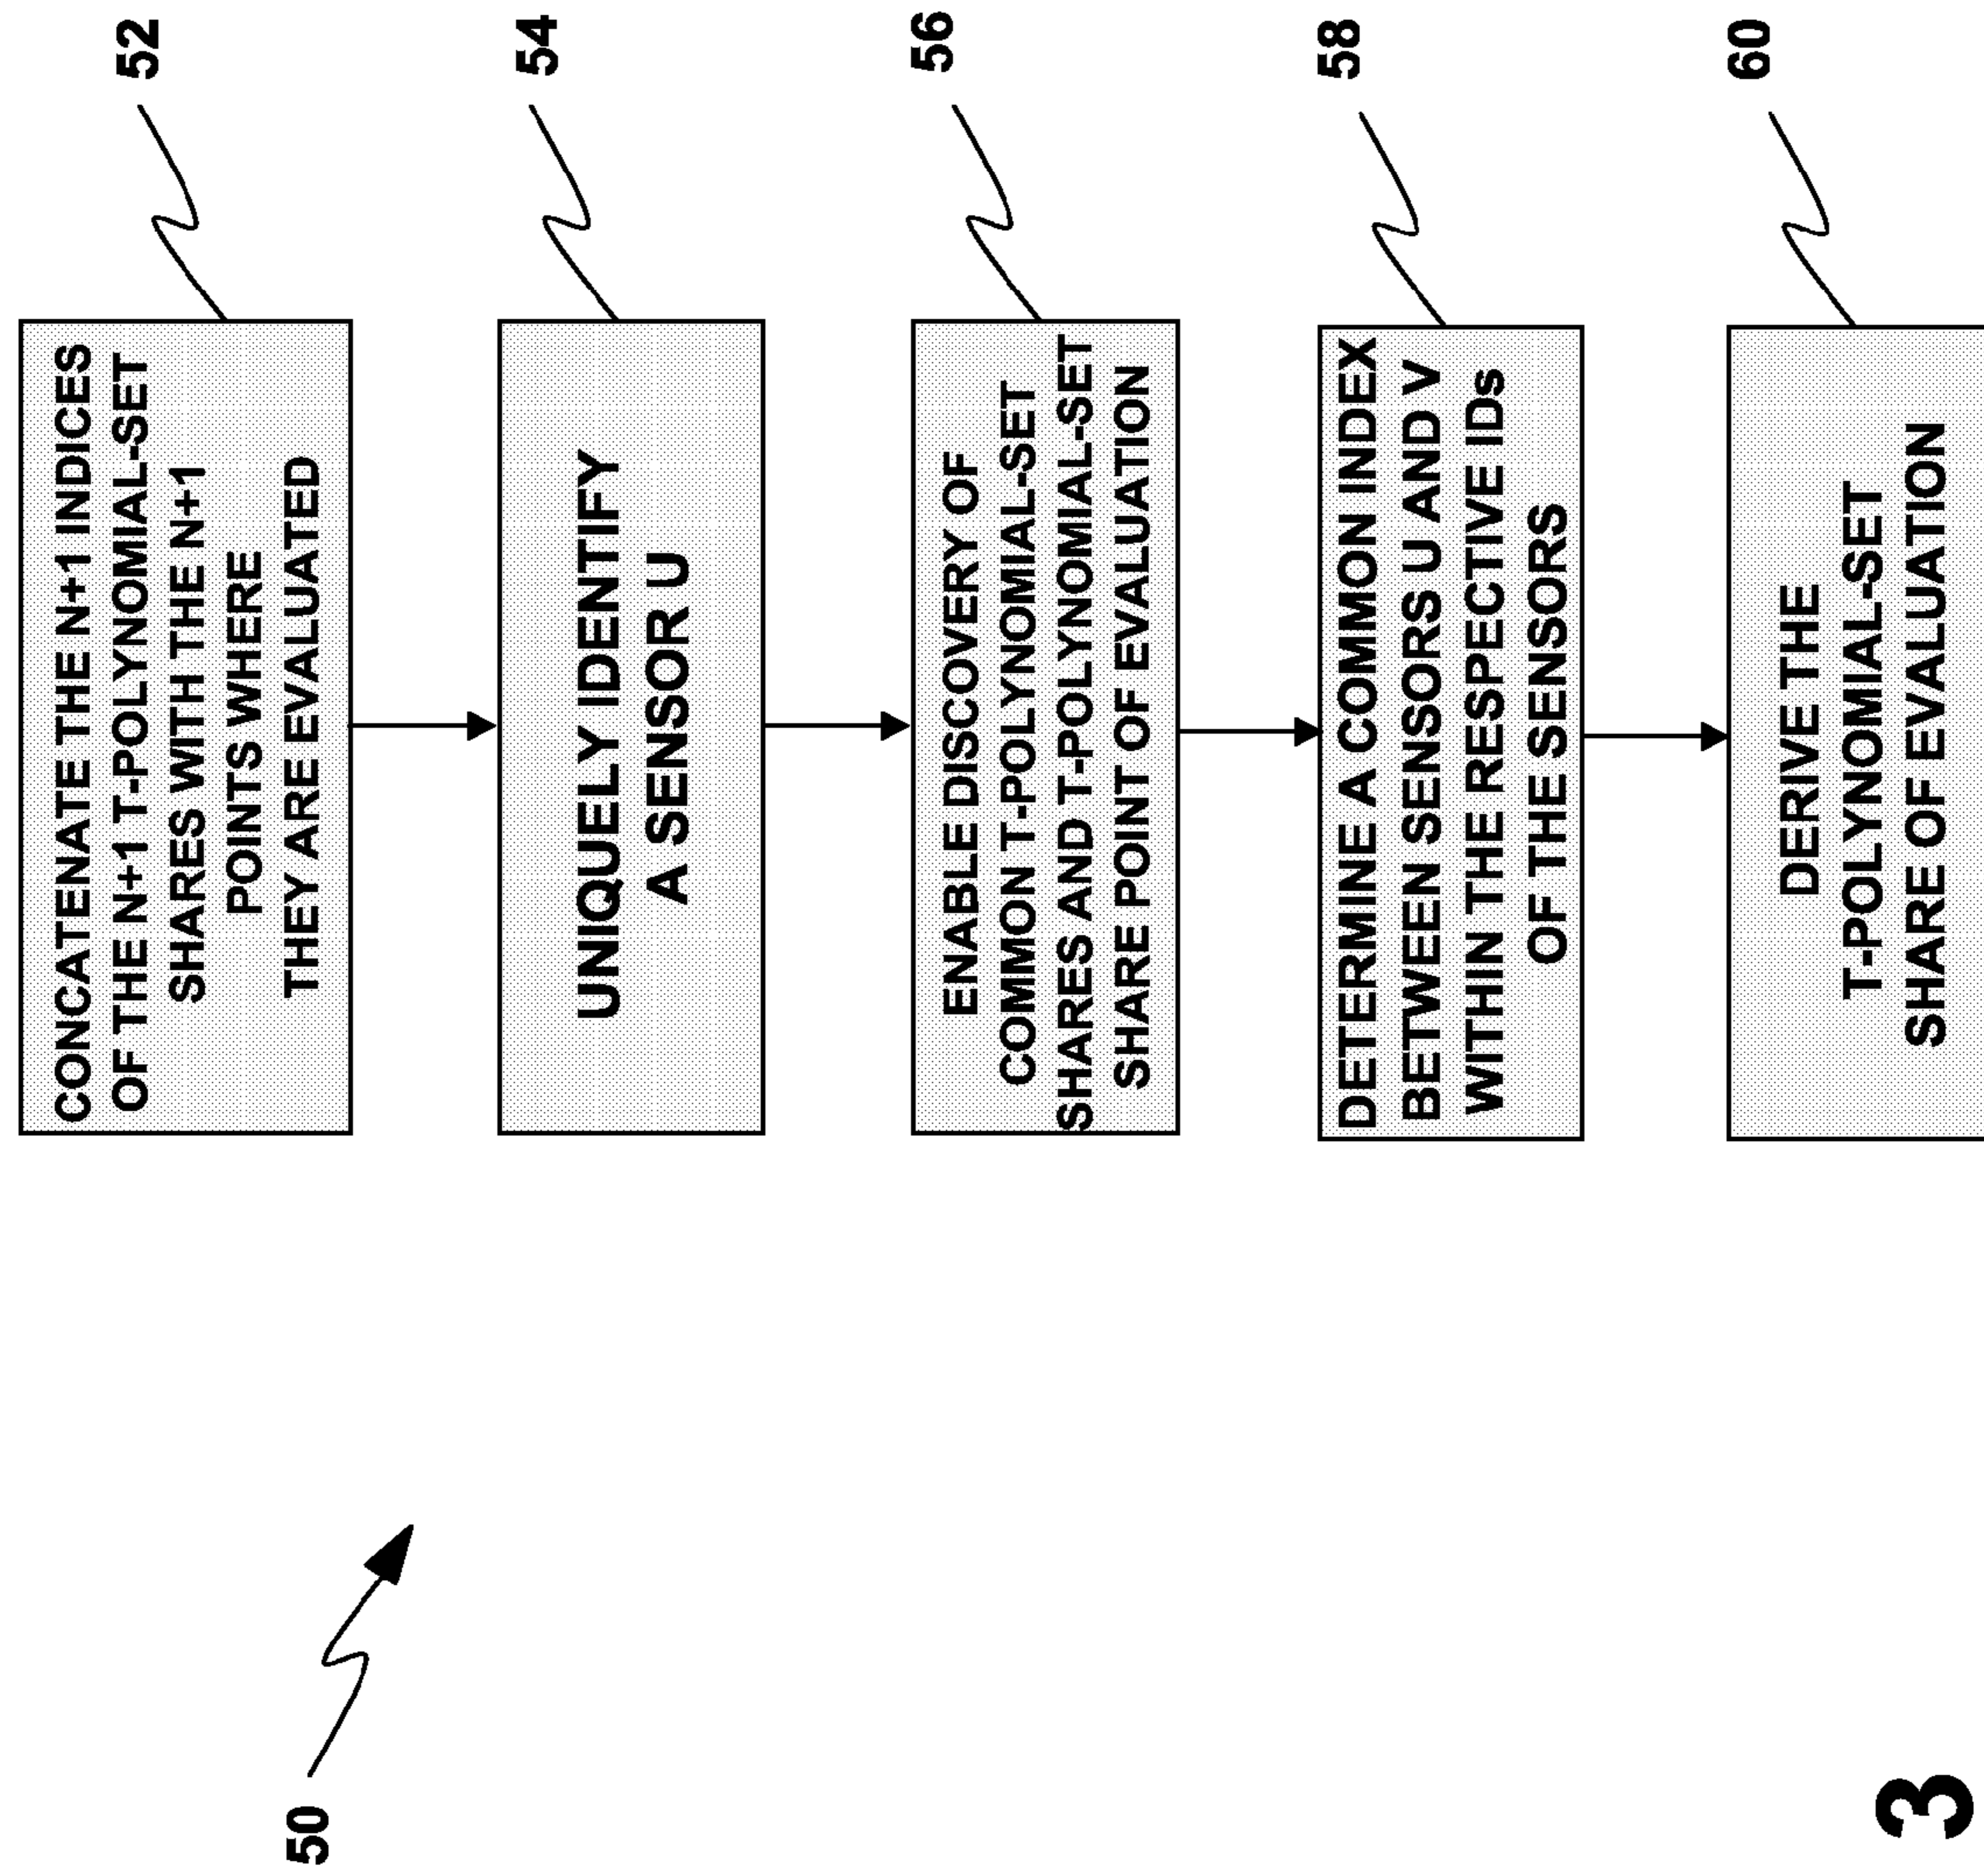 50
CONCATENATE THE N+1 INDICES
OF THE N+1 T-POLYNOMIAL-SET
SHARES WITH THE N+1
POINTS WHERE
THEY ARE EVALUATED
52
UNIQUELY IDENTIFY
A SENSOR U
54
ENABLE DISCOVERY OF
COMMON T-POLYNOMIAL-SET
SHARES AND T-POLYNOMIAL-SET
SHARE POINT OF EVALUATION
56
DETERMINE A COMMON INDEX
BETWEEN SENSORS U AND V
WITHIN THE RESPECTIVE IDs
OF THE SENSORS
58
DERIVE THE
T-POLYNOMIAL-SET
SHARE OF EVALUATION
60
3